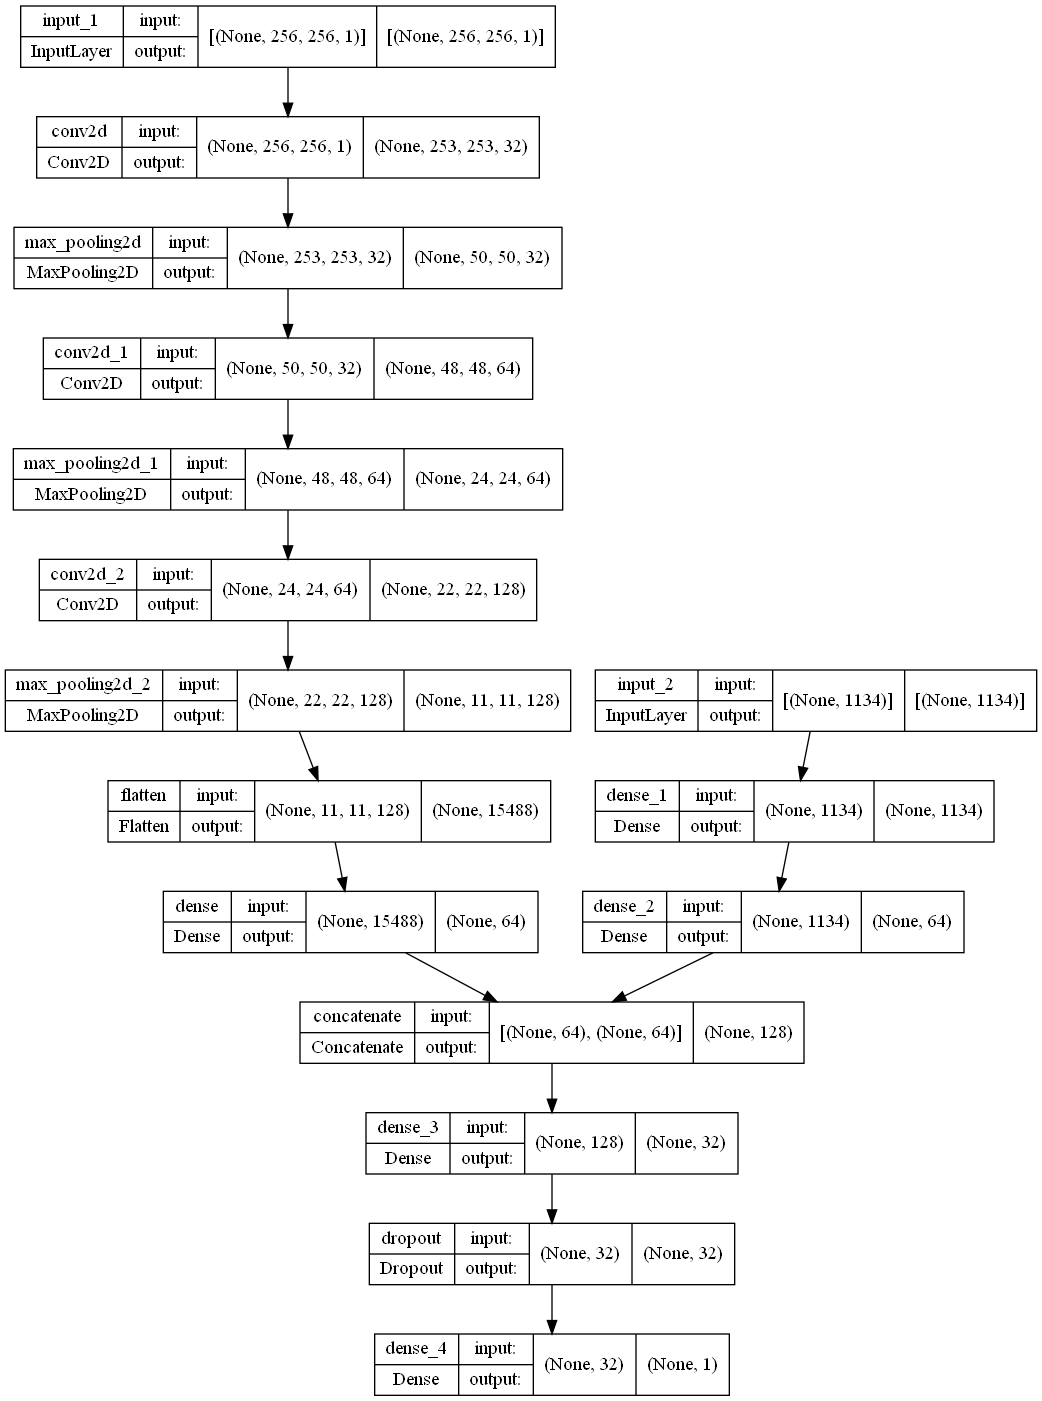 input_1 input: [(None, 256, 256, 1)] [(None, 256, 256, 1)]
InputLayer output:
conv2d input: (None, 256, 256, 1) (None, 253, 253, 32)
Conv2D output:
max_pooling2d input: (None, 253, 253, 32) (None, 50, 50, 32)
MaxPooling2D output:
conv2d_1 input: (None, 50, 50, 32) (None, 48, 48, 64)
Conv2D output:
max_pooling2d_1 input: (None, 48, 48, 64) (None, 24, 24, 64)
MaxPooling2D output:
conv2d_2 input: (None, 24, 24, 64) (None, 22, 22, 128)
Conv2D output:
max_pooling2d_2 input: (None, 22, 22, 128) (None, 11, 11, 128)
MaxPooling2D output:
input_2 input: [(None, 1134)] [(None, 1134)]
InputLayer output:
flatten input: (None, 11, 11, 128) (None, 15488)
Flatten output:
dense_1 input: (None, 1134) (None, 1134)
Dense output:
dense input: (None, 15488) (None, 64)
Dense output:
dense_2 input: (None, 1134) (None, 64)
Dense output:
concatenate input: [(None, 64), (None, 64)] (None, 128)
Concatenate output:
dense_3 input: (None, 128) (None, 32)
Dense output:
dropout input: (None, 32) (None, 32)
Dropout output:
dense_4 input: (None, 32) (None, 1)
Dense output: